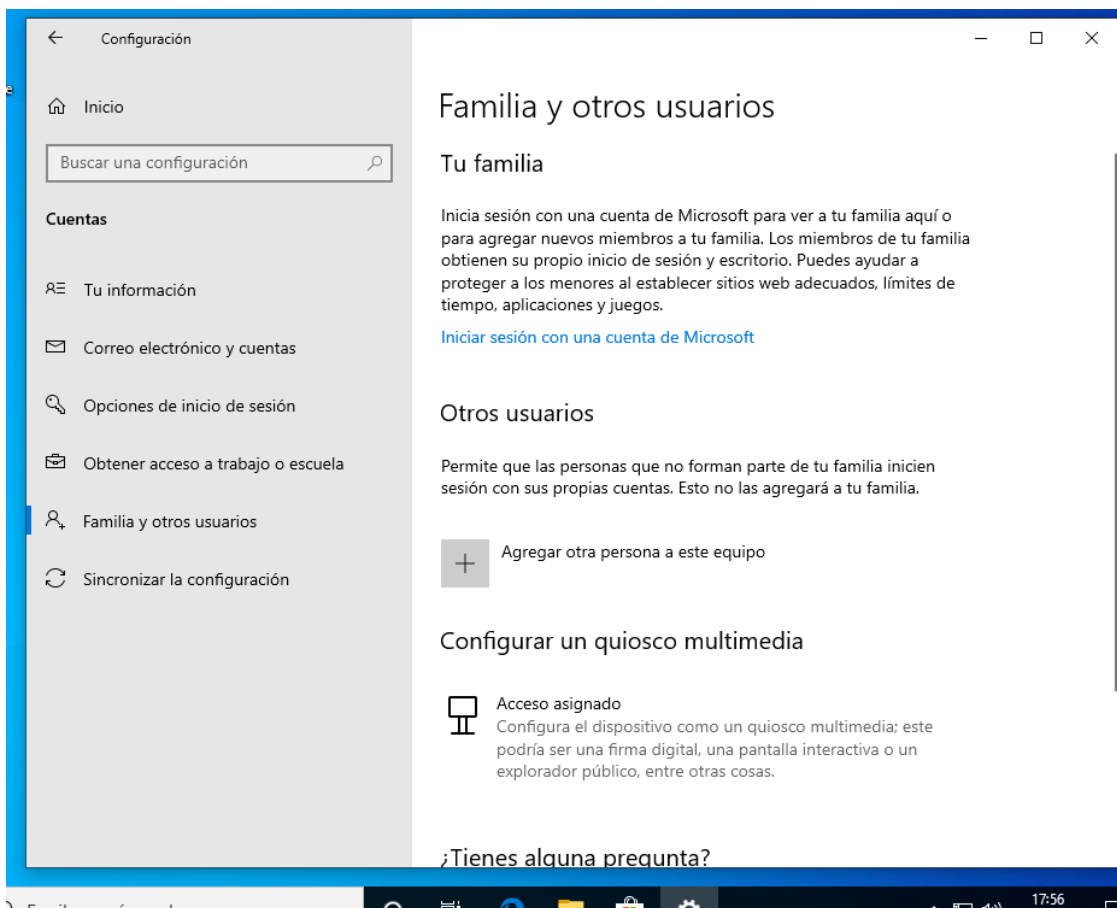 Configuración
Inicio
Buscar una configuración
Cuentas
Tu información
Correo electrónico y cuentas
Opciones de inicio de sesión
Obtener acceso a trabajo o escuela
Familia y otros usuarios
Sincronizar la configuración
Familia y otros usuarios
Tu familia
Inicia sesión con una cuenta de Microsoft para ver a tu familia aquí o
para agregar nuevos miembros a tu familia. Los miembros de tu familia
obtienen su propio inicio de sesión y escritorio. Puedes ayudar a
proteger a los menores al establecer sitios web adecuados, límites de
tiempo, aplicaciones y juegos.
Iniciar sesión con una cuenta de Microsoft
Otros usuarios
Permite que las personas que no forman parte de tu familia inicien
sesión con sus propias cuentas. Esto no las agregará a tu familia.
Agregar otra persona a este equipo
Configurar un quiosco multimedia
Acceso asignado
Configura el dispositivo como un quiosco multimedia; este
podría ser una firma digital, una pantalla interactiva o un
explorador público, entre otras cosas.
¿Tienes alguna pregunta?
17:56